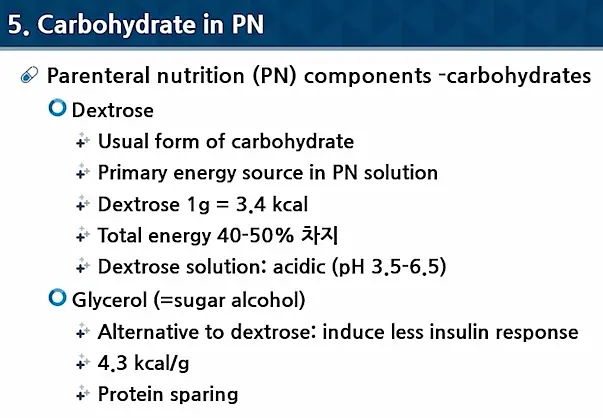 5. Carbohydrate in PN
Parenteral nutrition (PN) components -carbohydrates
Dextrose
Usual form of carbohydrate
Primary energy source in PN solution
Dextrose 1g = 3.4 kcal
Total energy 40-50% 차지
Dextrose solution: acidic (pH 3.5-6.5)
Glycerol (=sugar alcohol)
Alternative to dextrose: induce less insulin response
4.3 kcal/g
Protein sparing